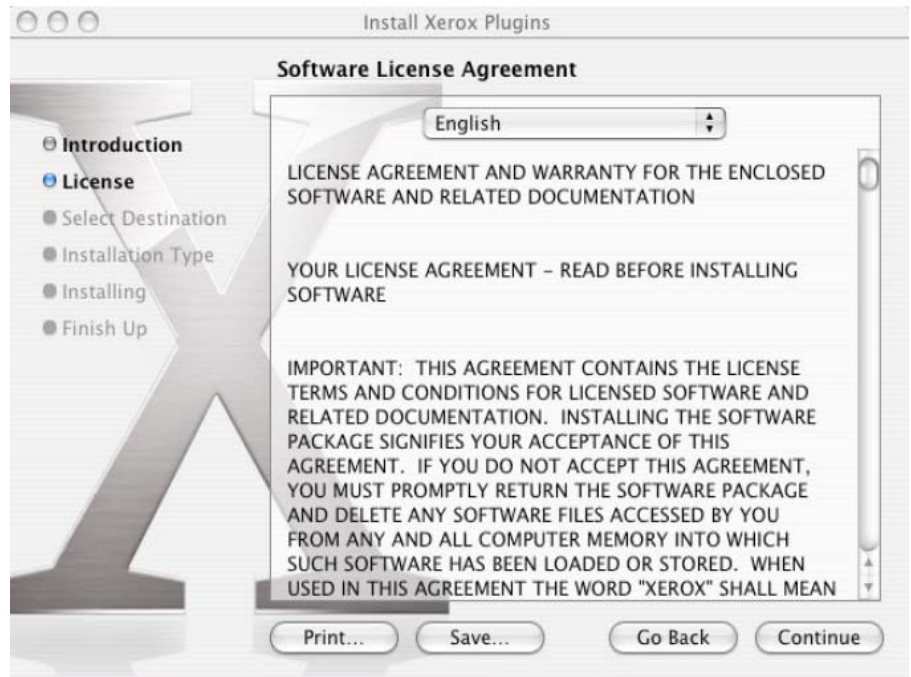 Install Xerox Plugins
Software License Agreement
Introduction
License
Select Destination
Installation Type
Installing
Finish Up
English
LICENSE AGREEMENT AND WARRANTY FOR THE ENCLOSED
SOFTWARE AND RELATED DOCUMENTATION
YOUR LICENSE AGREEMENT – READ BEFORE INSTALLING
SOFTWARE
IMPORTANT: THIS AGREEMENT CONTAINS THE LICENSE
TERMS AND CONDITIONS FOR LICENSED SOFTWARE AND
RELATED DOCUMENTATION. INSTALLING THE SOFTWARE
PACKAGE SIGNIFIES YOUR ACCEPTANCE OF THIS
AGREEMENT. IF YOU DO NOT ACCEPT THIS AGREEMENT,
YOU MUST PROMPTLY RETURN THE SOFTWARE PACKAGE
AND DELETE ANY SOFTWARE FILES ACCESSED BY YOU
FROM ANY AND ALL COMPUTER MEMORY INTO WHICH
SUCH SOFTWARE HAS BEEN LOADED OR STORED. WHEN
USED IN THIS AGREEMENT THE WORD "XEROX" SHALL MEAN
Print... Save... Go Back Continue